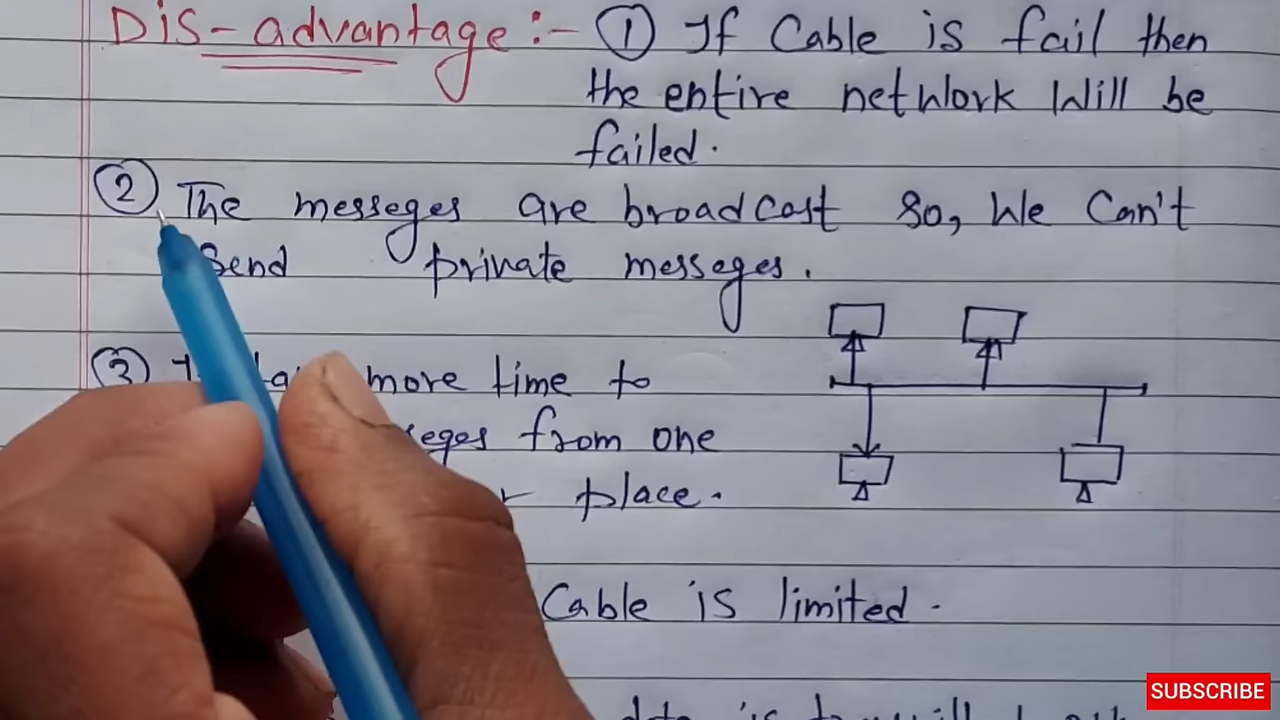 Dis-advantage :- ① If Cable is fail then
the entire network Will be
failed.
② The messeges are broadcast So, We Can't
Send private messeges.
③ more time to
from one
place.
Cable is limited.
SUBSCRIBE